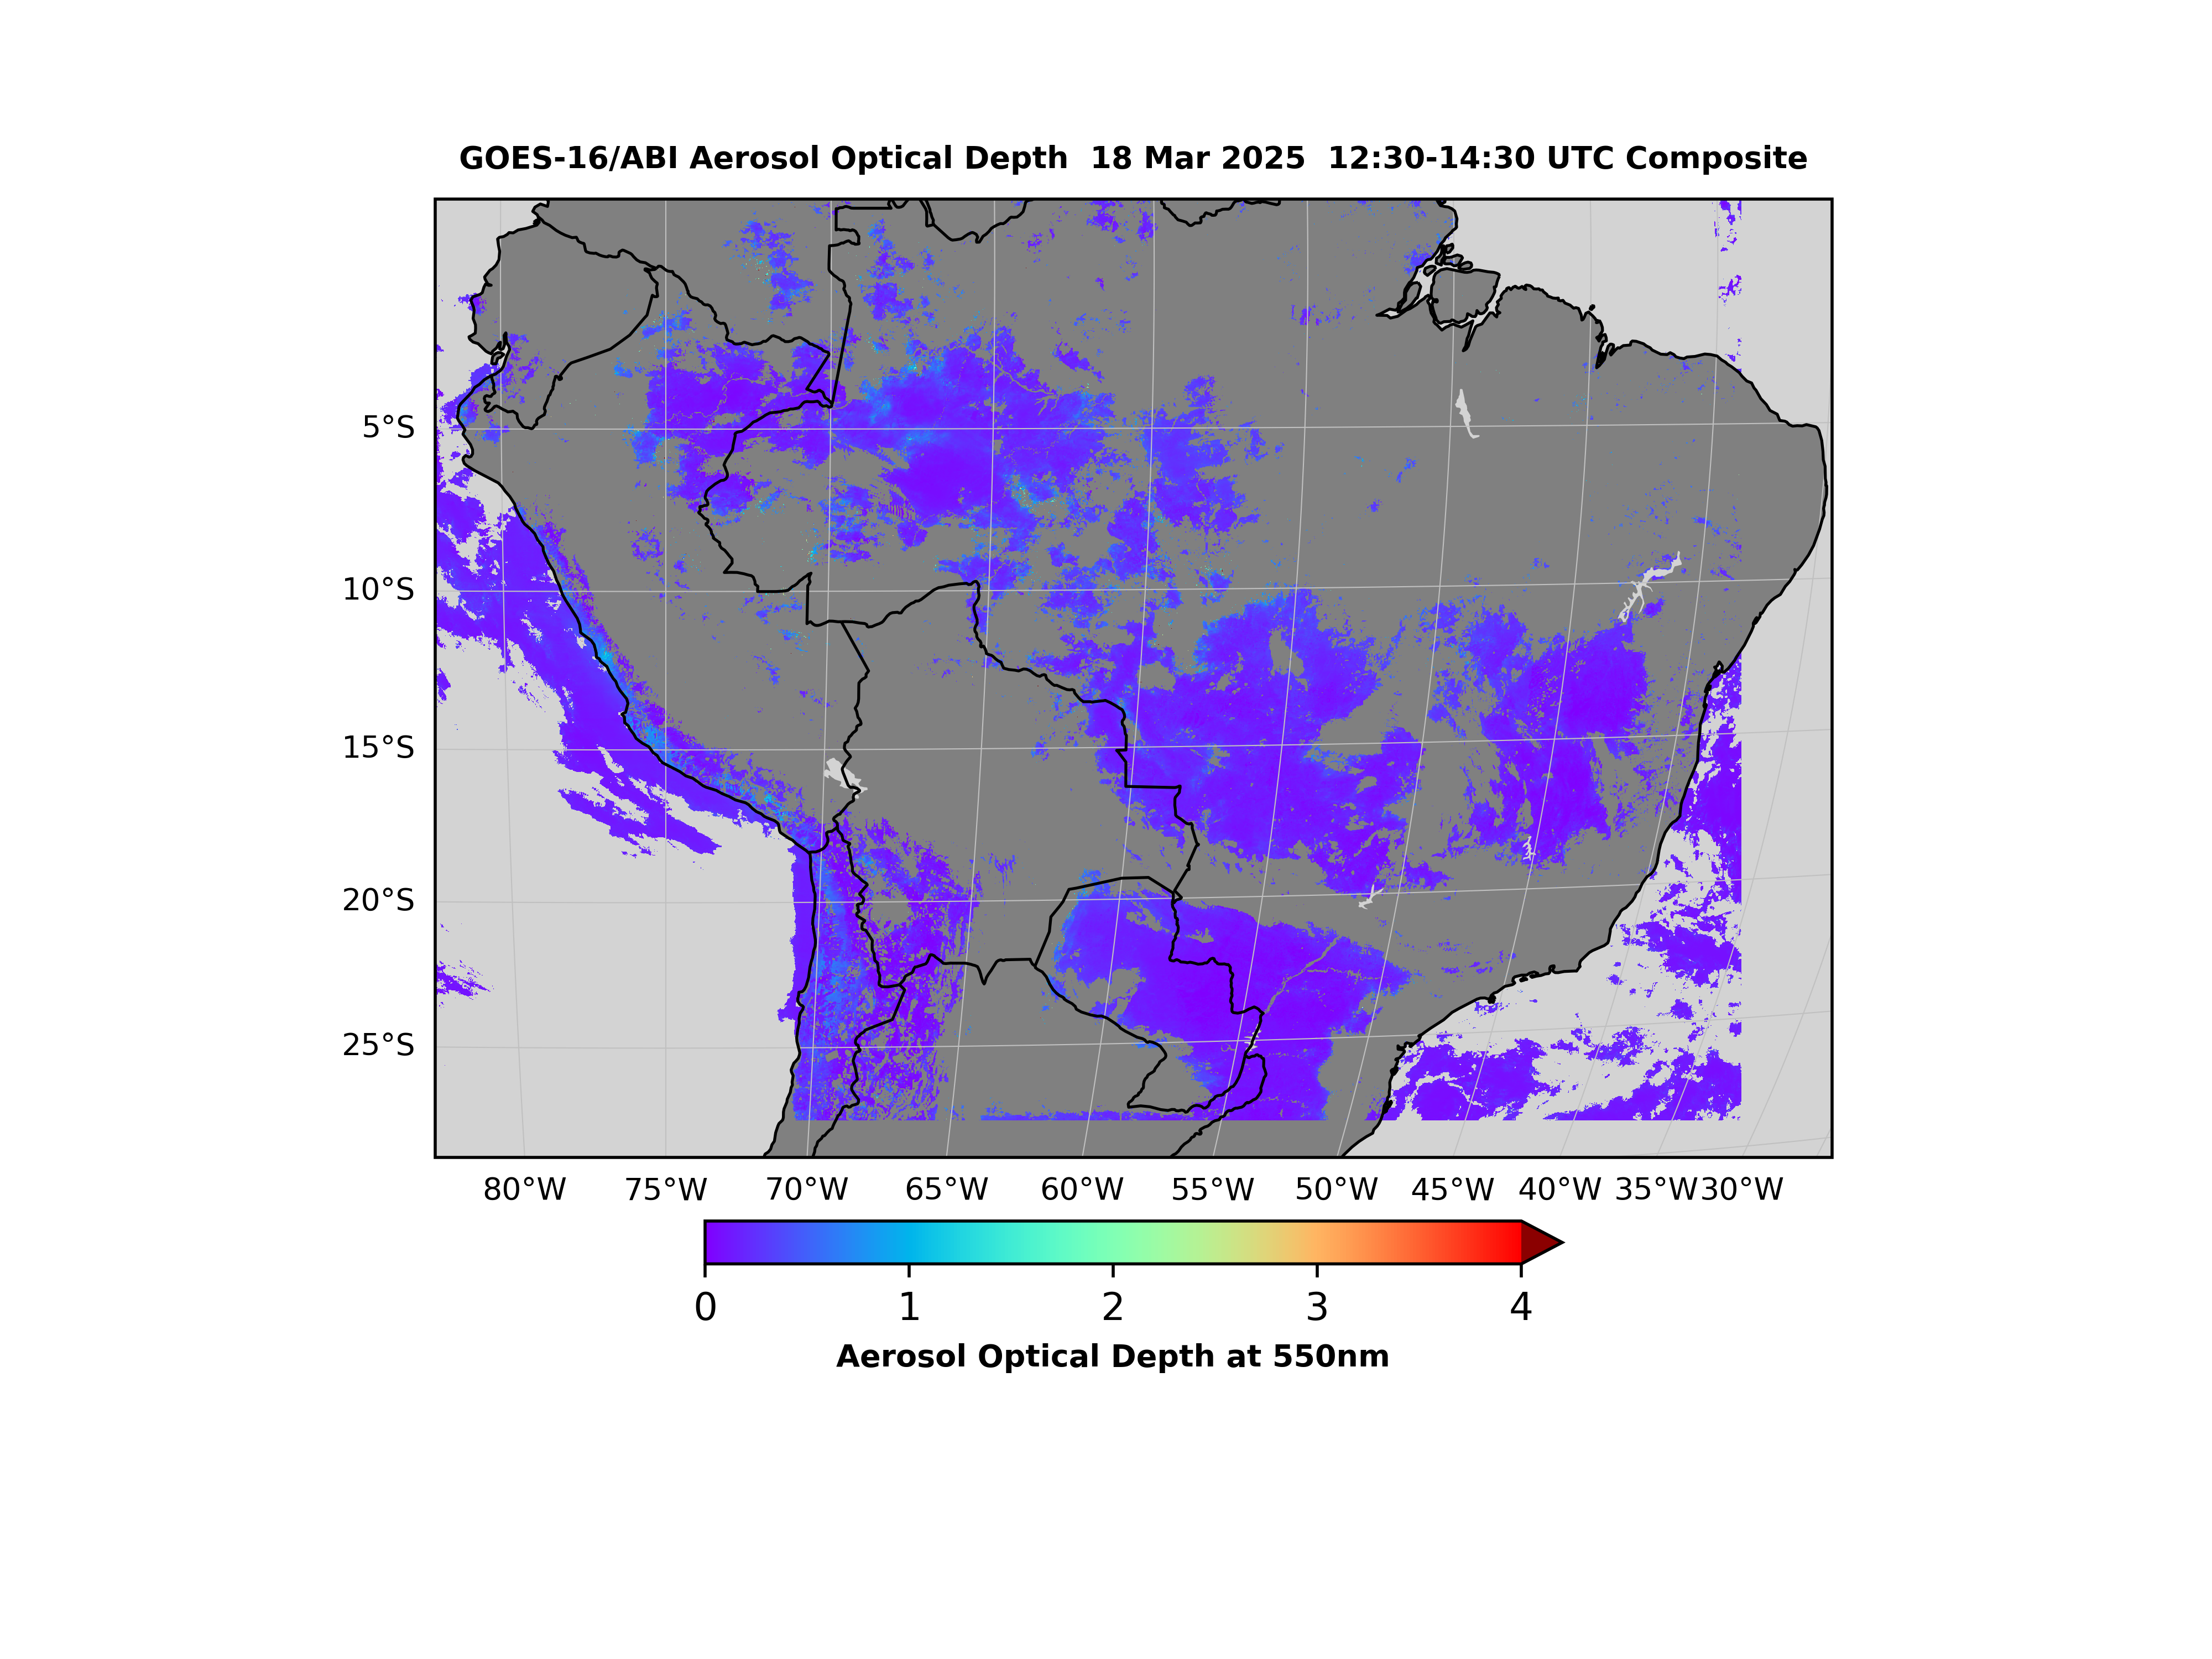 GOES-16/ABI Aerosol Optical Depth  18 Mar 2025  12:30-14:30 UTC Composite
5°S
10°S
15°S
20°S
25°S
80°W 75°W 70°W 65°W 60°W 55°W 50°W 45°W 40°W 35°W 30°W
0 1 2 3 4
Aerosol Optical Depth at 550nm